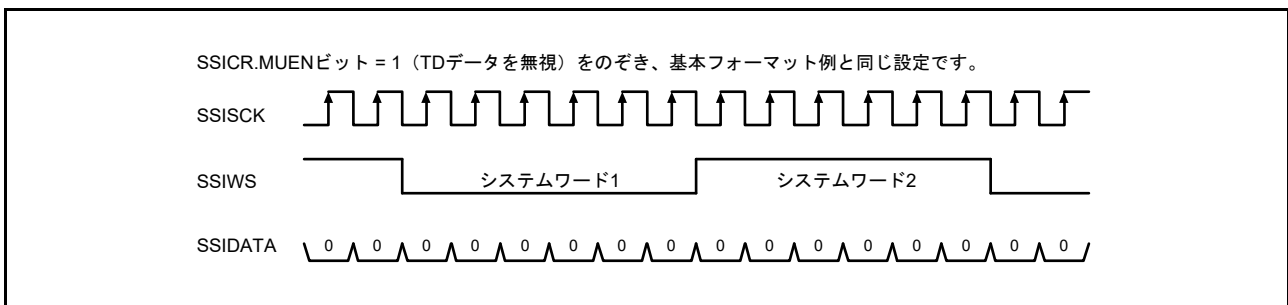 SSICR.MUENビット = 1（TDデータを無視）をのぞき、基本フォーマット例と同じ設定です。
SSISCK
SSIWS システムワード1 システムワード2
SSIDATA 0 0 0 0 0 0 0 0 0 0 0 0 0 0 0 0